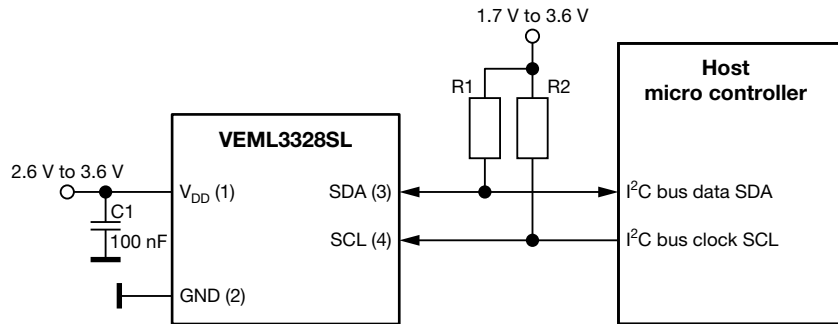 1.7 V to 3.6 V
R1
R2
Host
micro controller
VEML3328SL
2.6 V to 3.6 V
V_DD (1)
SDA (3)
I²C bus data SDA
C1
100 nF
SCL (4)
I²C bus clock SCL
GND (2)